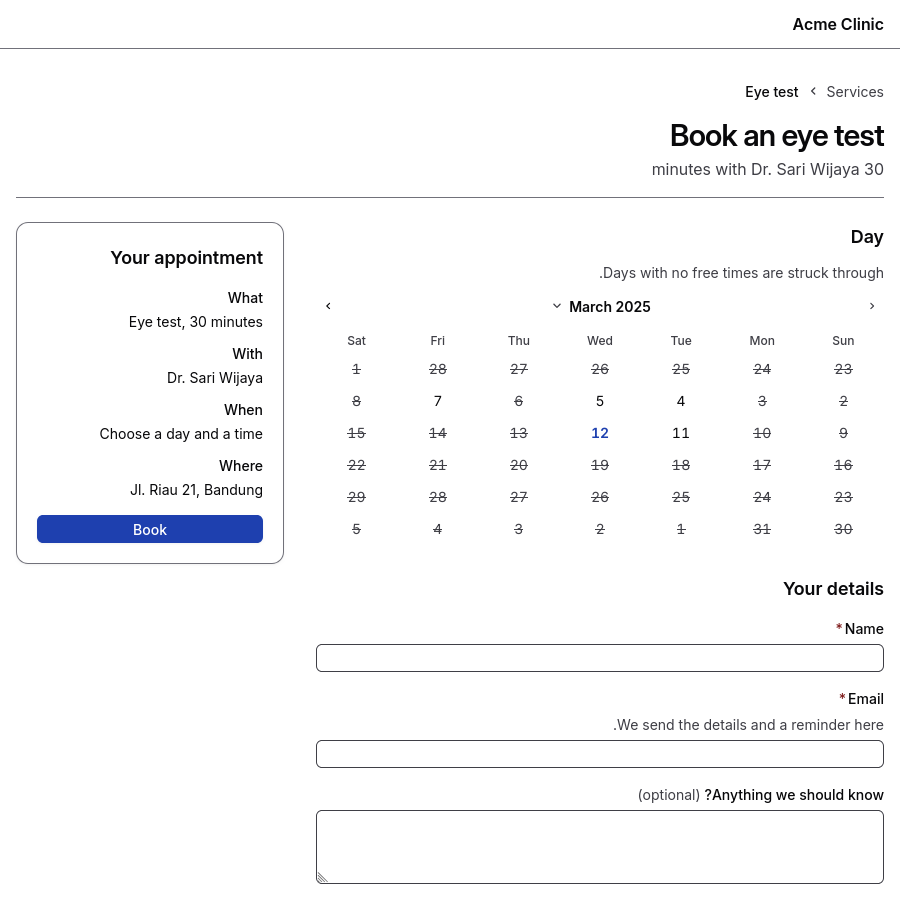 Acme Clinic
Eye test ‹ Services
Book an eye test
minutes with Dr. Sari Wijaya 30
Day
.Days with no free times are struck through
March 2025
Sat Fri Thu Wed Tue Mon Sun
1 28 27 26 25 24 23
8 7 6 5 4 3 2
15 14 13 12 11 10 9
22 21 20 19 18 17 16
29 28 27 26 25 24 23
5 4 3 2 1 31 30
Your details
*Name
*Email
.We send the details and a reminder here
(optional) ?Anything we should know
Your appointment
What
Eye test, 30 minutes
With
Dr. Sari Wijaya
When
Choose a day and a time
Where
Jl. Riau 21, Bandung
Book